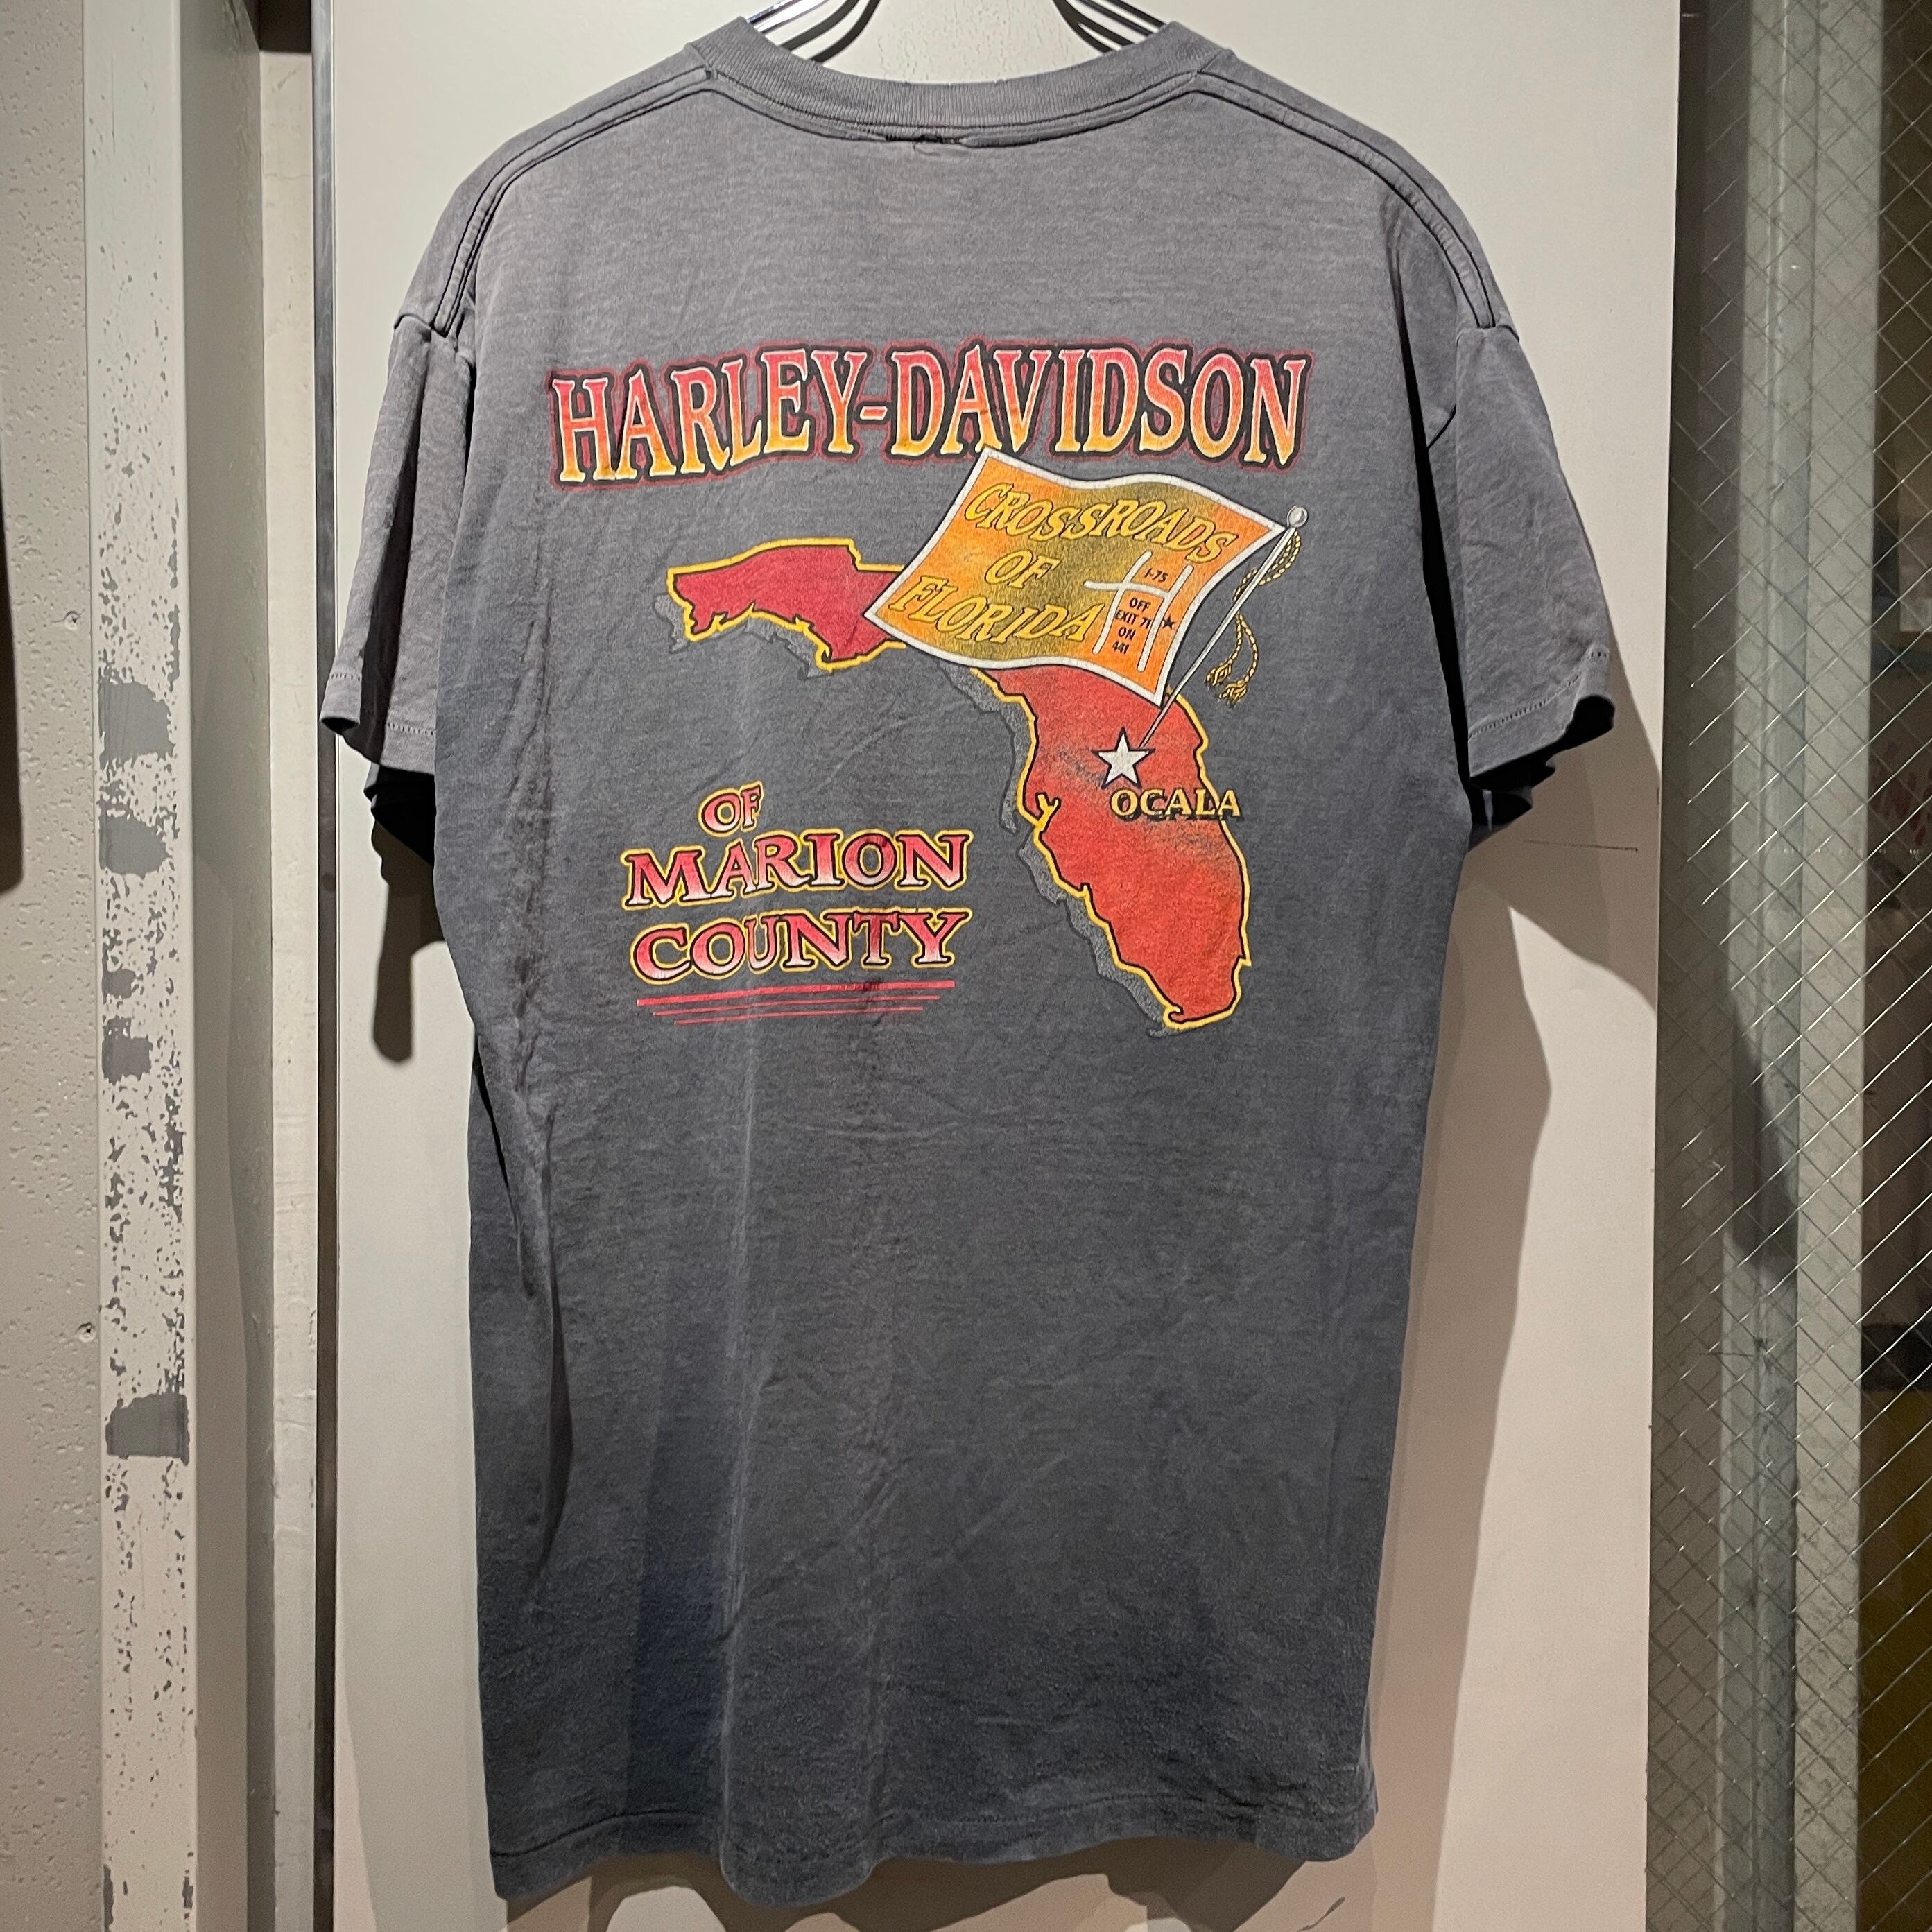 HARLEY-DAVIDSON
CROSSROADS
OF
FLORIDA
I-75
OFF
EXIT 71
ON
441
OCALA
OF
MARION
COUNTY